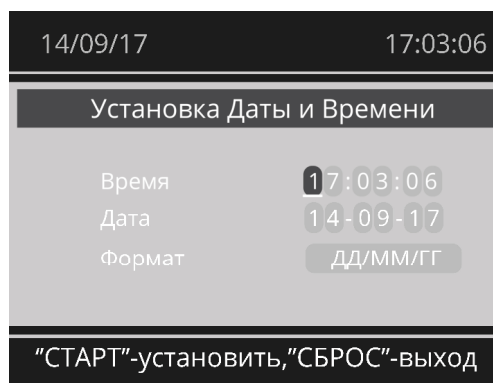 14/09/17 17:03:06
Установка Даты и Времени
Время 17:03:06
Дата 14-09-17
Формат ДД/ММ/ГГ
"СТАРТ"-установить,"СБРОС"-выход